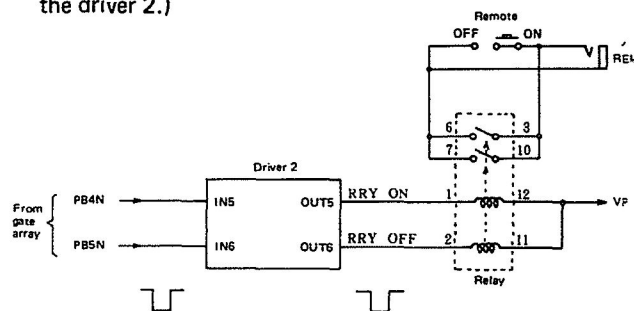 the driver 2.)
Remote
OFF ON
REM
6 3
7 10
Driver 2
From
gate
array
PB4N IN5 OUT5 RRY ON 1 12 VP
PB5N IN6 OUT6 RRY OFF 2 11
Relay